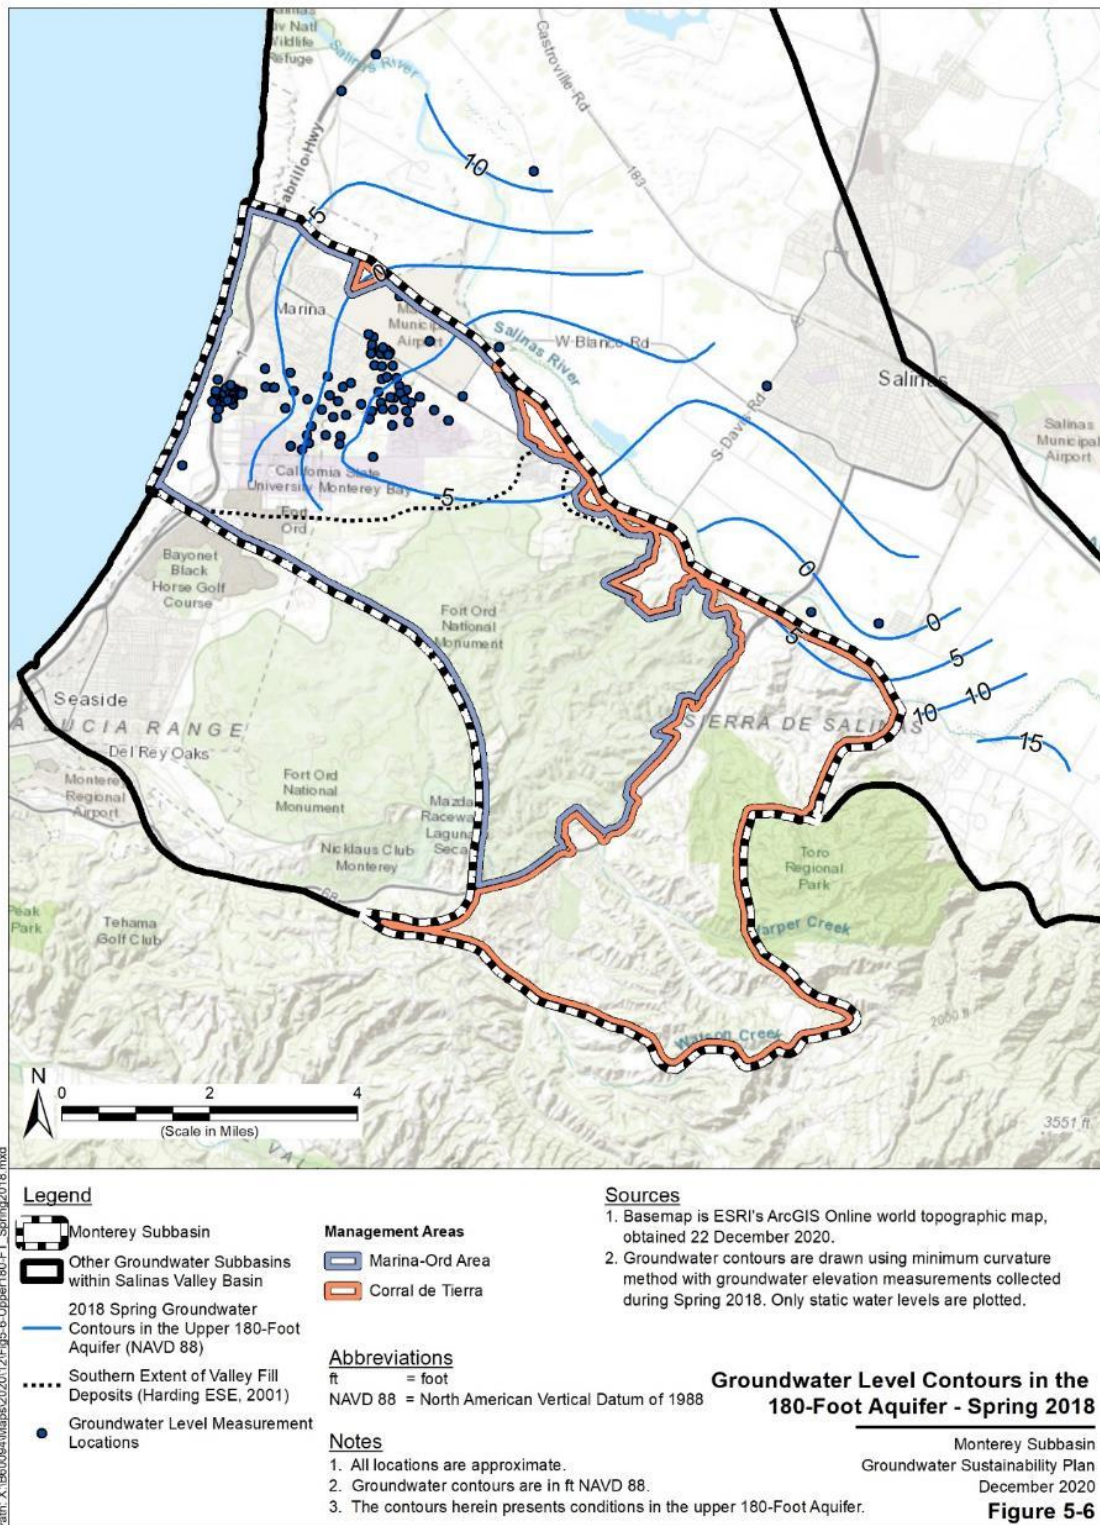 Salinas
Riv Natl
Wildlife
Refuge
Salinas River
Castroville Rd
Cabrillo Hwy
183
10
5
0
Marina
Municipal
Airport
1
W Blanco Rd
Salinas River
Salinas
Salinas
Municipal
Airport
S Davis Rd
California State
University Monterey Bay
-5
Fort
Ord
Bayonet
Black
Horse Golf
Course
Fort Ord
National
Monument
0
0
5
5
10
10
15
Seaside
LUCIA RANGE
SIERRA DE SALINAS
Del Rey Oaks
Monterey
Regional
Airport
Fort Ord
National
Monument
Mazda
Raceway
Laguna
Seca
Nicklaus Club
Monterey
Toro
Regional
Park
68
Peak
Park
Tehama
Golf Club
Harper Creek
Watson Creek
2000 ft
3551 ft
N
0 2 4
(Scale in Miles)
VAL
Legend
Monterey Subbasin
Other Groundwater Subbasins
within Salinas Valley Basin
2018 Spring Groundwater
Contours in the Upper 180-Foot
Aquifer (NAVD 88)
Southern Extent of Valley Fill
Deposits (Harding ESE, 2001)
Groundwater Level Measurement
Locations
Management Areas
Marina-Ord Area
Corral de Tierra
Abbreviations
ft = foot
NAVD 88 = North American Vertical Datum of 1988
Notes
1. All locations are approximate.
2. Groundwater contours are in ft NAVD 88.
3. The contours herein presents conditions in the upper 180-Foot Aquifer.
Sources
1. Basemap is ESRI's ArcGIS Online world topographic map,
obtained 22 December 2020.
2. Groundwater contours are drawn using minimum curvature
method with groundwater elevation measurements collected
during Spring 2018. Only static water levels are plotted.
Groundwater Level Contours in the
180-Foot Aquifer - Spring 2018
Monterey Subbasin
Groundwater Sustainability Plan
December 2020
Figure 5-6